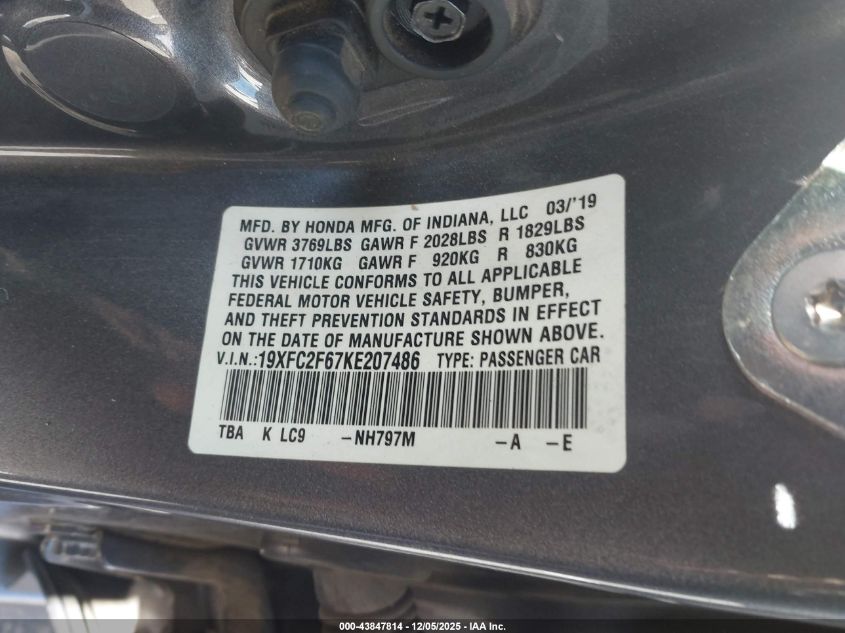 MFD. BY HONDA MFG. OF INDIANA, LLC 03/'19
GVWR 3769LBS GAWR F 2028LBS R 1829LBS
GVWR 1710KG GAWR F 920KG R 830KG
THIS VEHICLE CONFORMS TO ALL APPLICABLE
FEDERAL MOTOR VEHICLE SAFETY, BUMPER,
AND THEFT PREVENTION STANDARDS IN EFFECT
ON THE DATE OF MANUFACTURE SHOWN ABOVE.
V.I.N.:19XFC2F67KE207486 TYPE: PASSENGER CAR
TBA K LC9 -NH797M -A -E
000-43847814 - 12/05/2025 - IAA Inc.